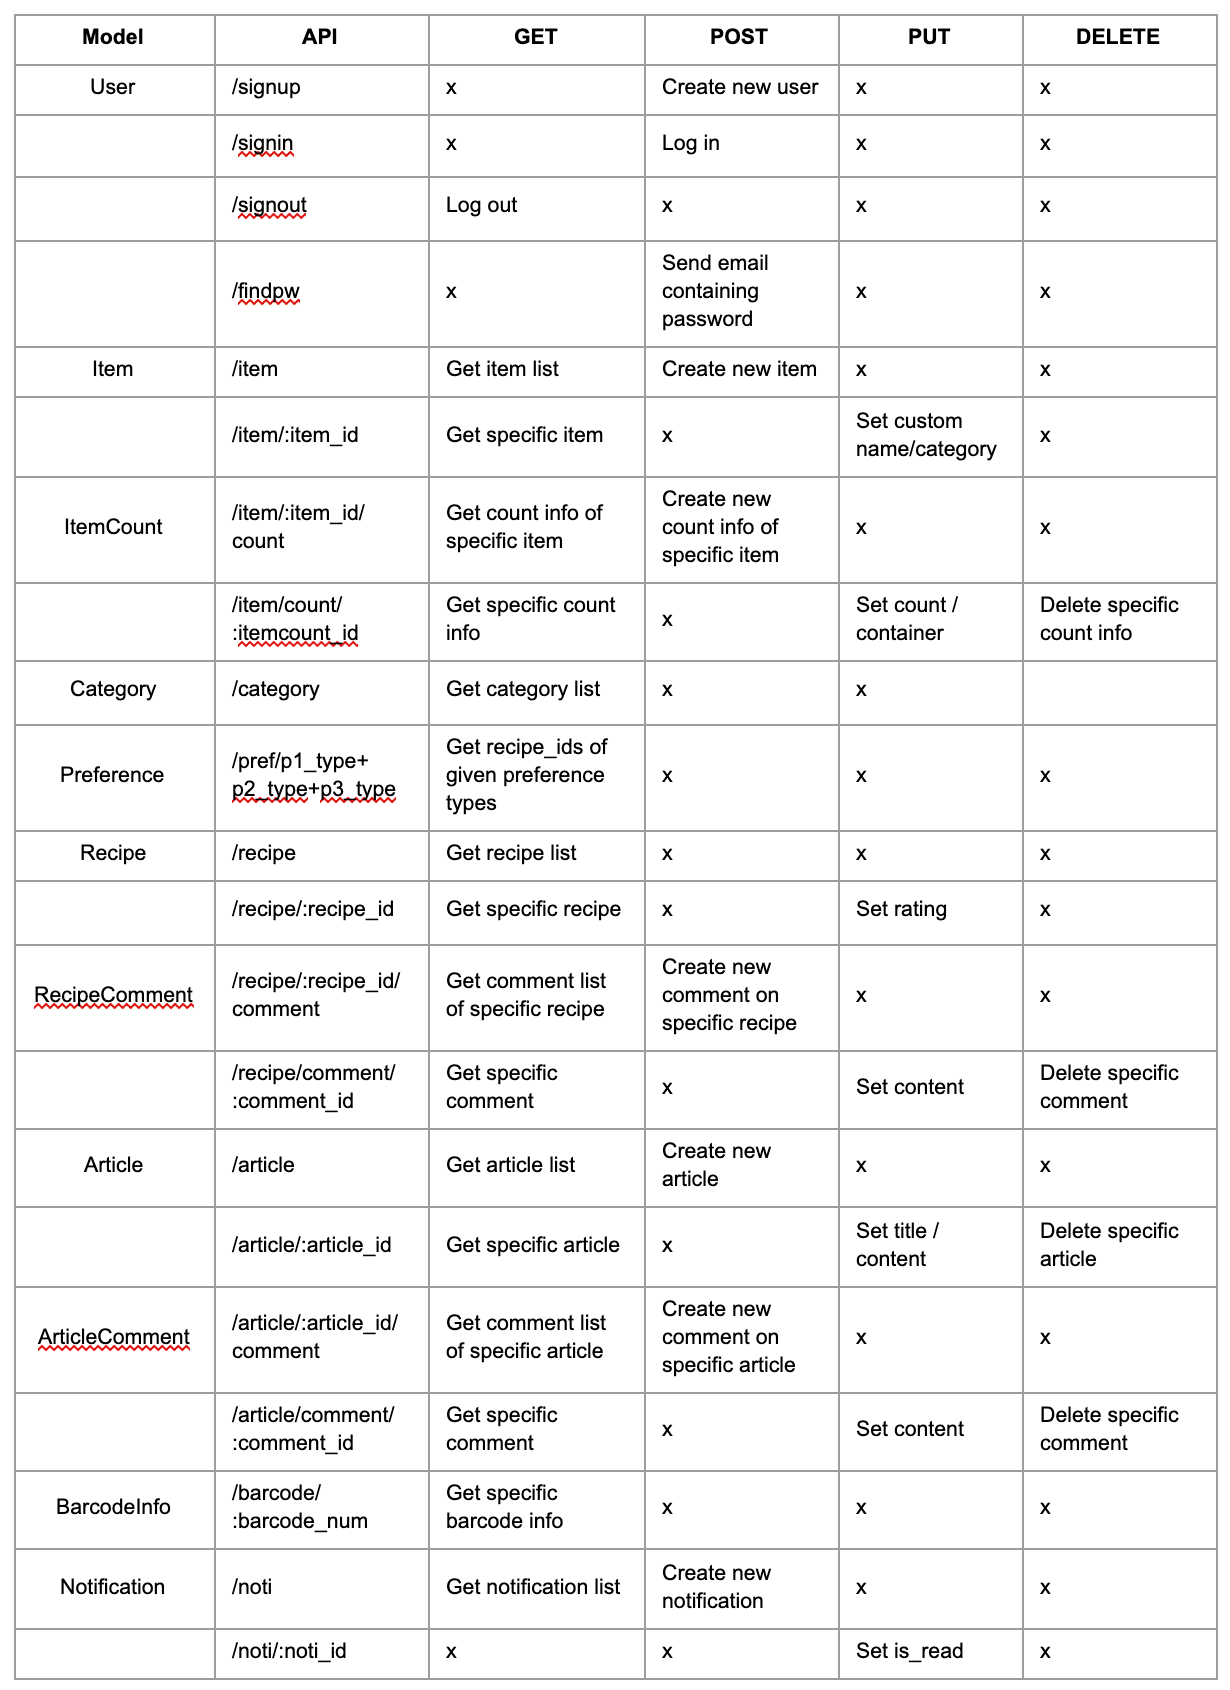 Model API GET POST PUT DELETE
User /signup x Create new user x x
/signin x Log in x x
/signout Log out x x x
/findpw x Send email
containing
password x x
Item /item Get item list Create new item x x
/item/:item_id Get specific item x Set custom
name/category x
ItemCount /item/:item_id/
count Get count info of
specific item Create new
count info of
specific item x x
/item/count/
:itemcount_id Get specific count
info x Set count /
container Delete specific
count info
Category /category Get category list x x
Preference /pref/p1_type+
p2_type+p3_type Get recipe_ids of
given preference
types x x x
Recipe /recipe Get recipe list x x x
/recipe/:recipe_id Get specific recipe x Set rating x
RecipeComment /recipe/:recipe_id/
comment Get comment list
of specific recipe Create new
comment on
specific recipe x x
/recipe/comment/
:comment_id Get specific
comment x Set content Delete specific
comment
Article /article Get article list Create new
article x x
/article/:article_id Get specific article x Set title /
content Delete specific
article
ArticleComment /article/:article_id/
comment Get comment list
of specific article Create new
comment on
specific article x x
/article/comment/
:comment_id Get specific
comment x Set content Delete specific
comment
BarcodeInfo /barcode/
:barcode_num Get specific
barcode info x x x
Notification /noti Get notification list Create new
notification x x
/noti/:noti_id x x Set is_read x